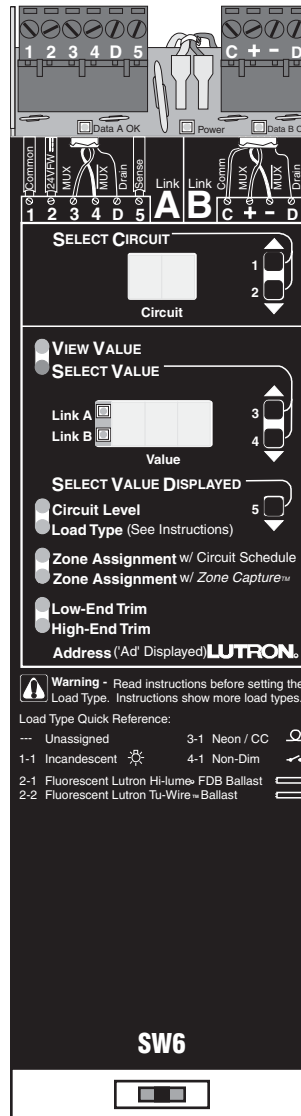 1 2 3 4 D 5 C + - D
Data A OK Power Data B O
Common 24VFW MUX MUX Drain Sense Link A Link B Comm MUX MUX Drain
1 2 3 4 D 5 C + - D
SELECT CIRCUIT
1
2
Circuit
VIEW VALUE
SELECT VALUE
Link A
Link B
3
4
Value
SELECT VALUE DISPLAYED
Circuit Level
5
Load Type (See Instructions)
Zone Assignment w/ Circuit Schedule
Zone Assignment w/ Zone Capture™
Low-End Trim
High-End Trim
Address ('Ad' Displayed) LUTRON
Warning - Read instructions before setting the
Load Type. Instructions show more load types.
Load Type Quick Reference:
--- Unassigned 3-1 Neon / CC
1-1 Incandescent 4-1 Non-Dim
2-1 Fluorescent Lutron Hi-lume® FDB Ballast
2-2 Fluorescent Lutron Tu-Wire™ Ballast
SW6